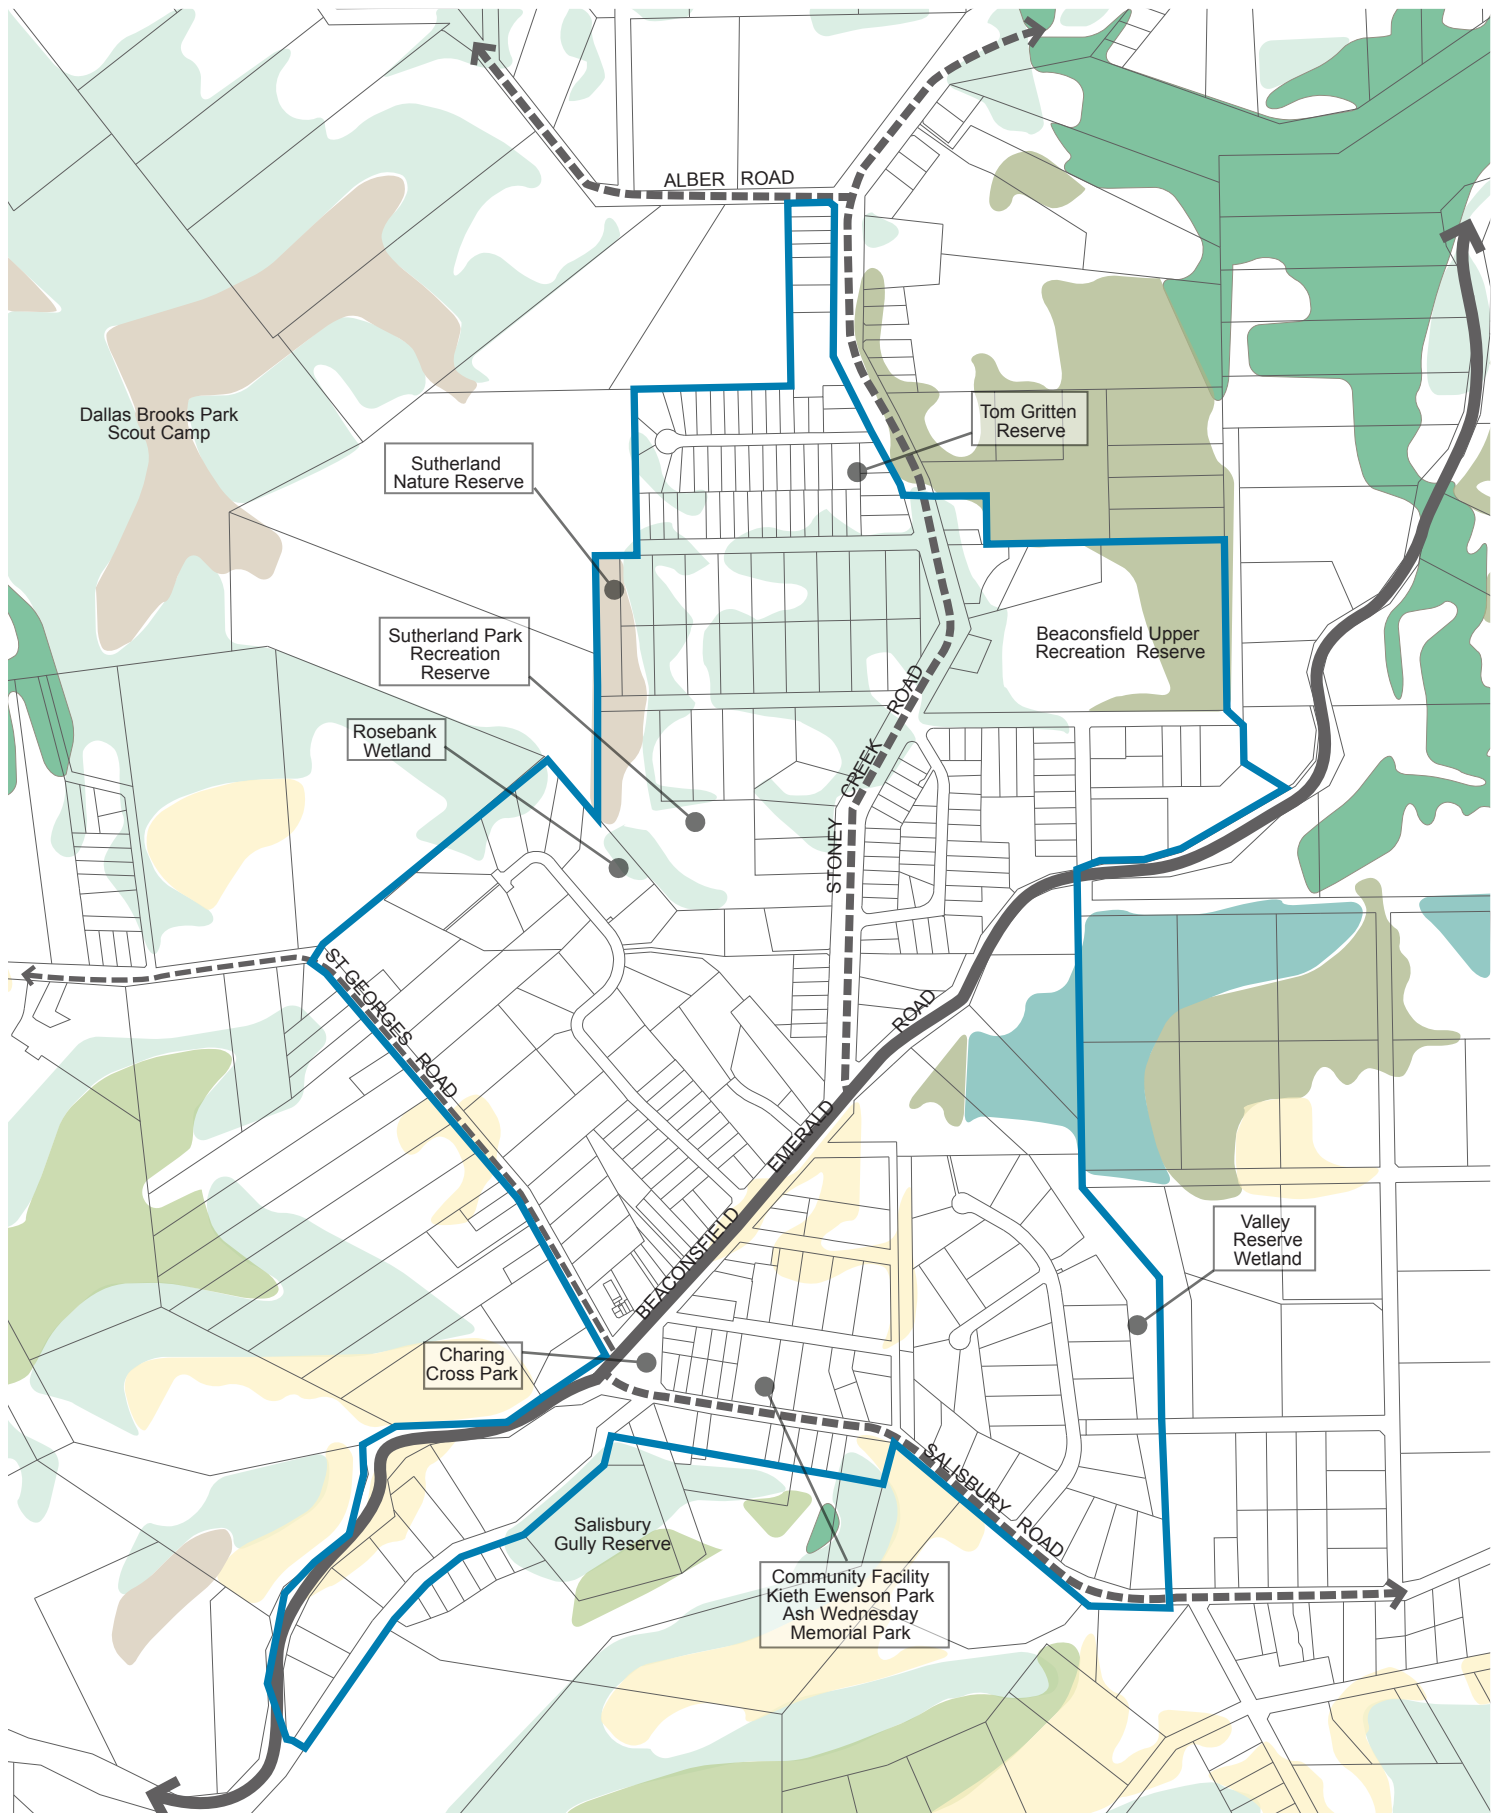 ALBER ROAD
Dallas Brooks Park
Scout Camp
Tom Gritten
Reserve
Sutherland
Nature Reserve
Sutherland Park
Recreation
Reserve
Beaconsfield Upper
Recreation Reserve
Rosebank
Wetland
STONEY CREEK ROAD
ST GEORGES ROAD
BEACONSFIELD EMERALD ROAD
Valley
Reserve
Wetland
Charing
Cross Park
SALISBURY ROAD
Salisbury
Gully Reserve
Community Facility
Kieth Ewenson Park
Ash Wednesday
Memorial Park